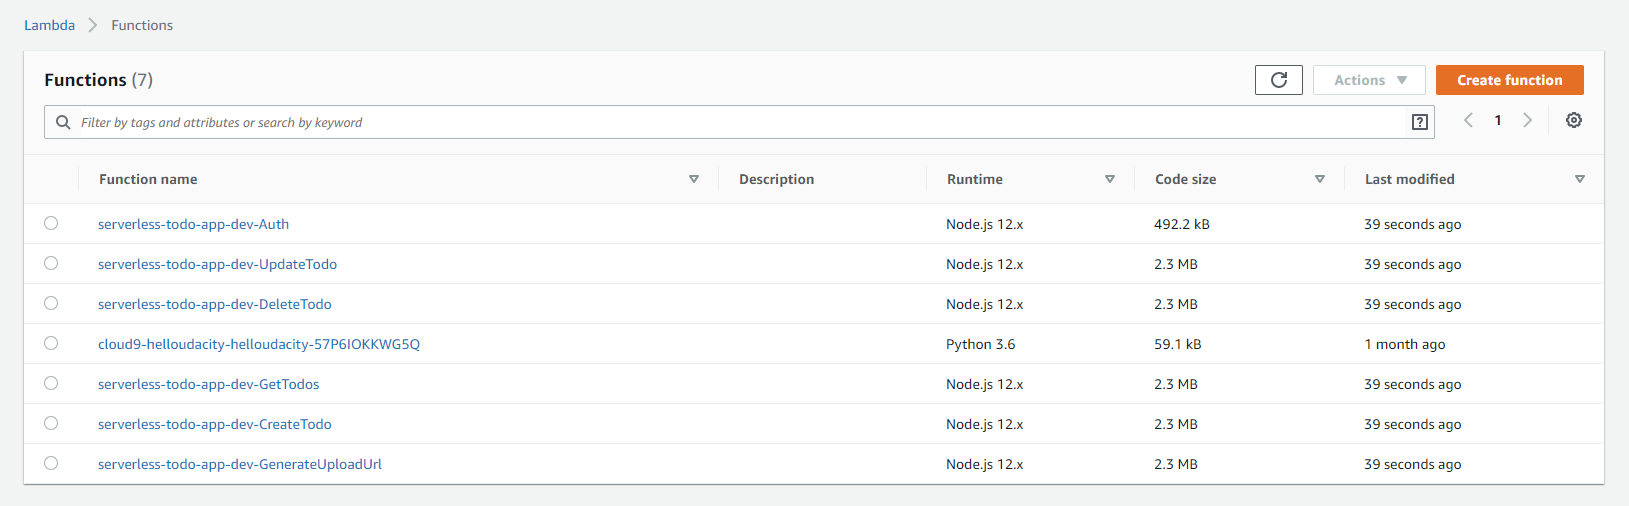 Lambda > Functions
Functions (7)
Actions
Create function
Filter by tags and attributes or search by keyword
1
Function name Description Runtime Code size Last modified
serverless-todo-app-dev-Auth Node.js 12.x 492.2 kB 39 seconds ago
serverless-todo-app-dev-UpdateTodo Node.js 12.x 2.3 MB 39 seconds ago
serverless-todo-app-dev-DeleteTodo Node.js 12.x 2.3 MB 39 seconds ago
cloud9-helloudacity-helloudacity-57P6IOKKWG5Q Python 3.6 59.1 kB 1 month ago
serverless-todo-app-dev-GetTodos Node.js 12.x 2.3 MB 39 seconds ago
serverless-todo-app-dev-CreateTodo Node.js 12.x 2.3 MB 39 seconds ago
serverless-todo-app-dev-GenerateUploadUrl Node.js 12.x 2.3 MB 39 seconds ago